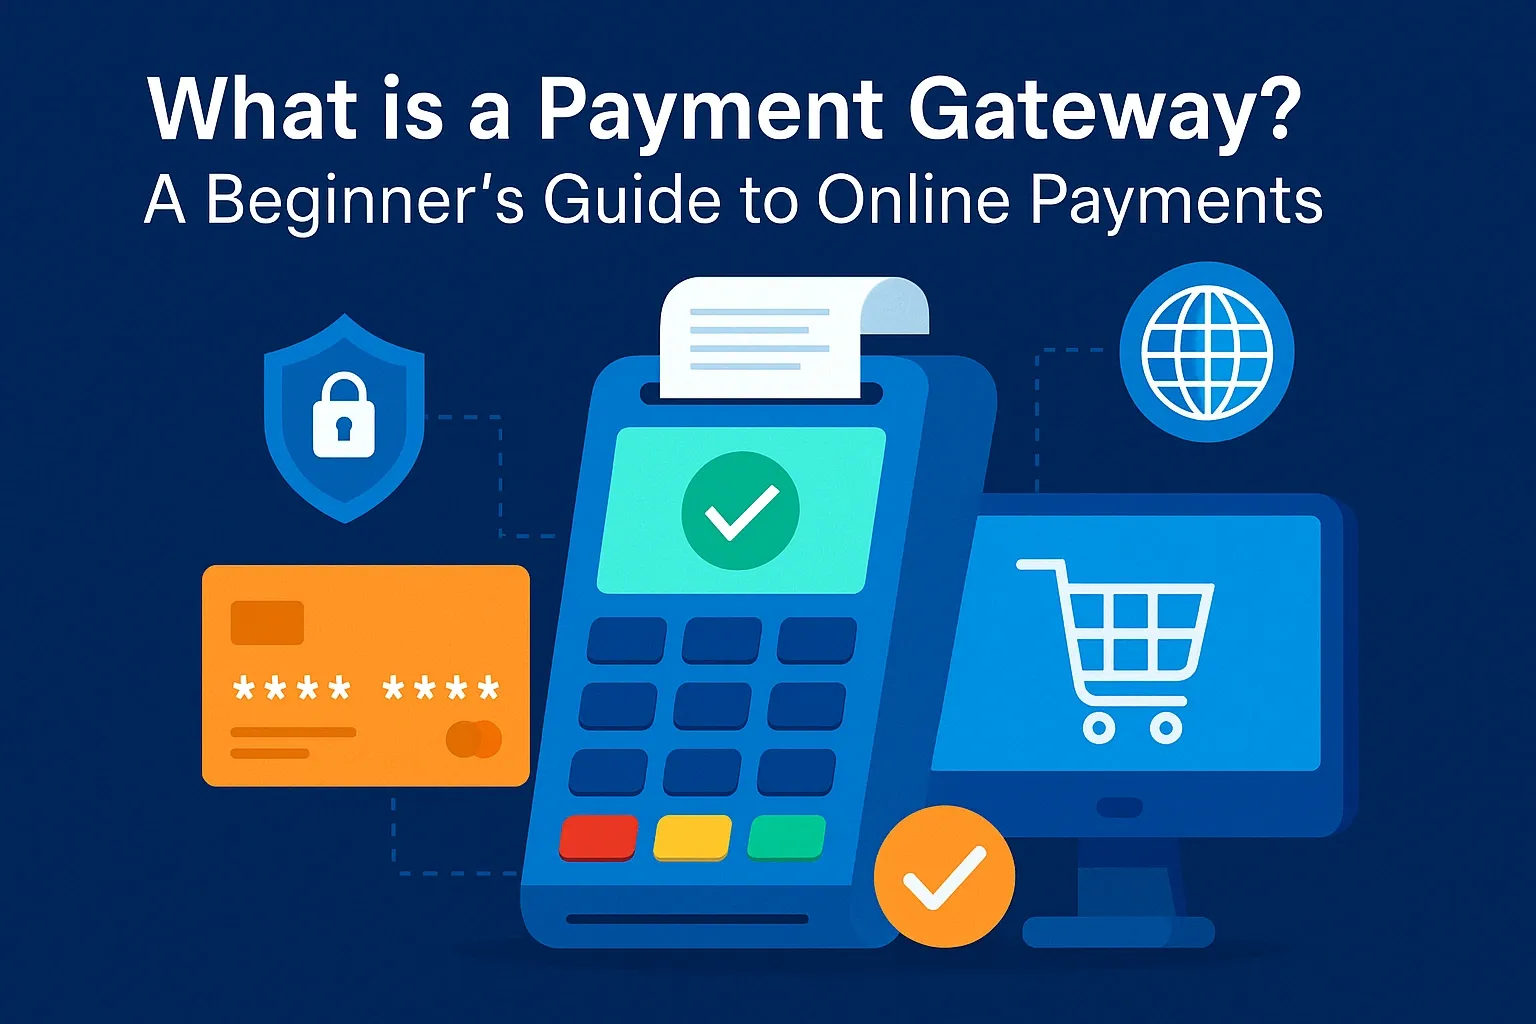 What is a Payment Gateway?
A Beginner‘s Guide to Online Payments
**** ****